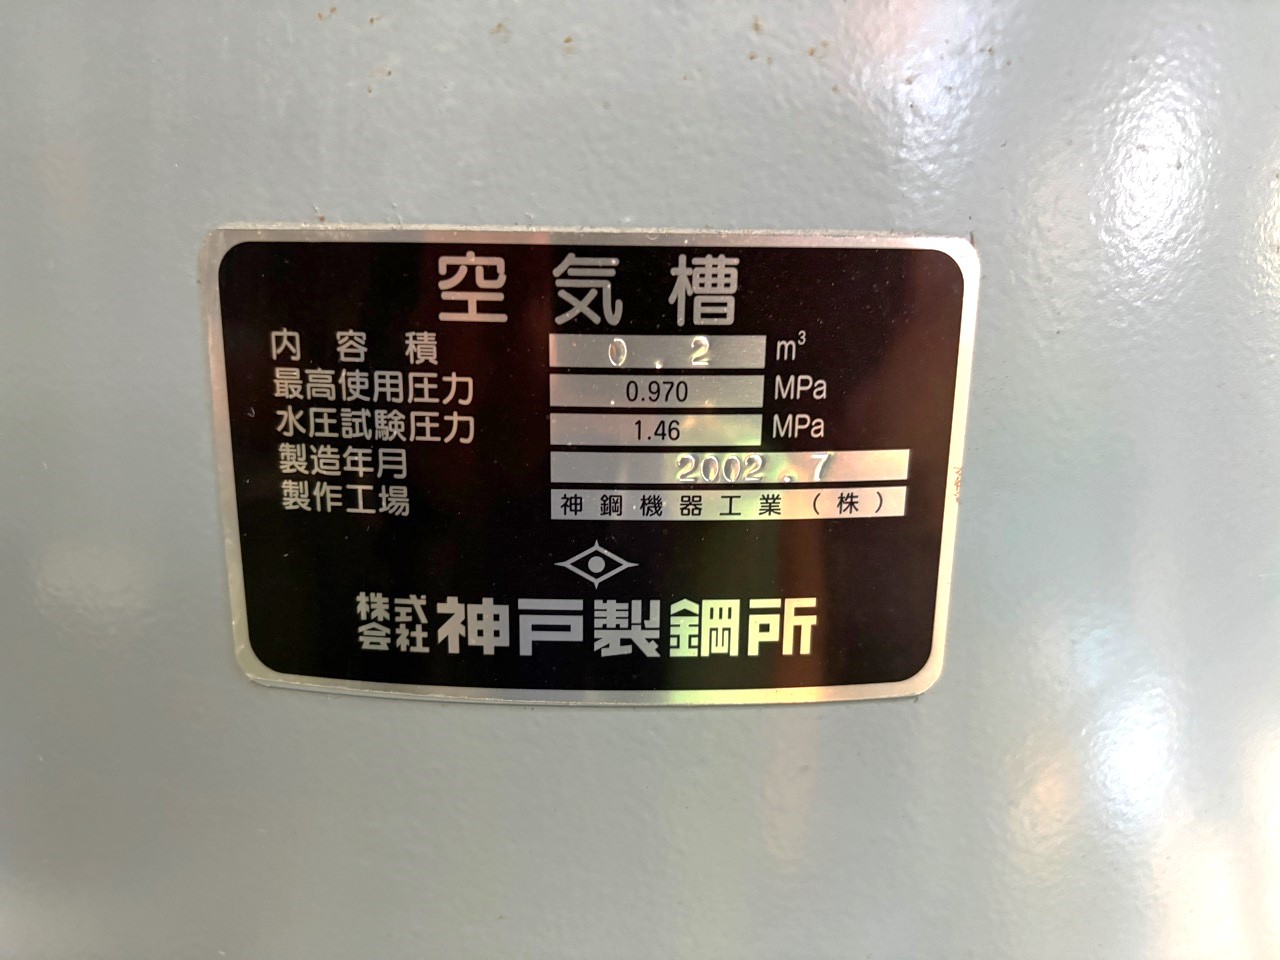 空気槽
内容積 0.2 m³
最高使用圧力 0.970 MPa
水圧試験圧力 1.46 MPa
製造年月 2002.7
製作工場 神鋼機器工業(株)
株式会社 神戸製鋼所